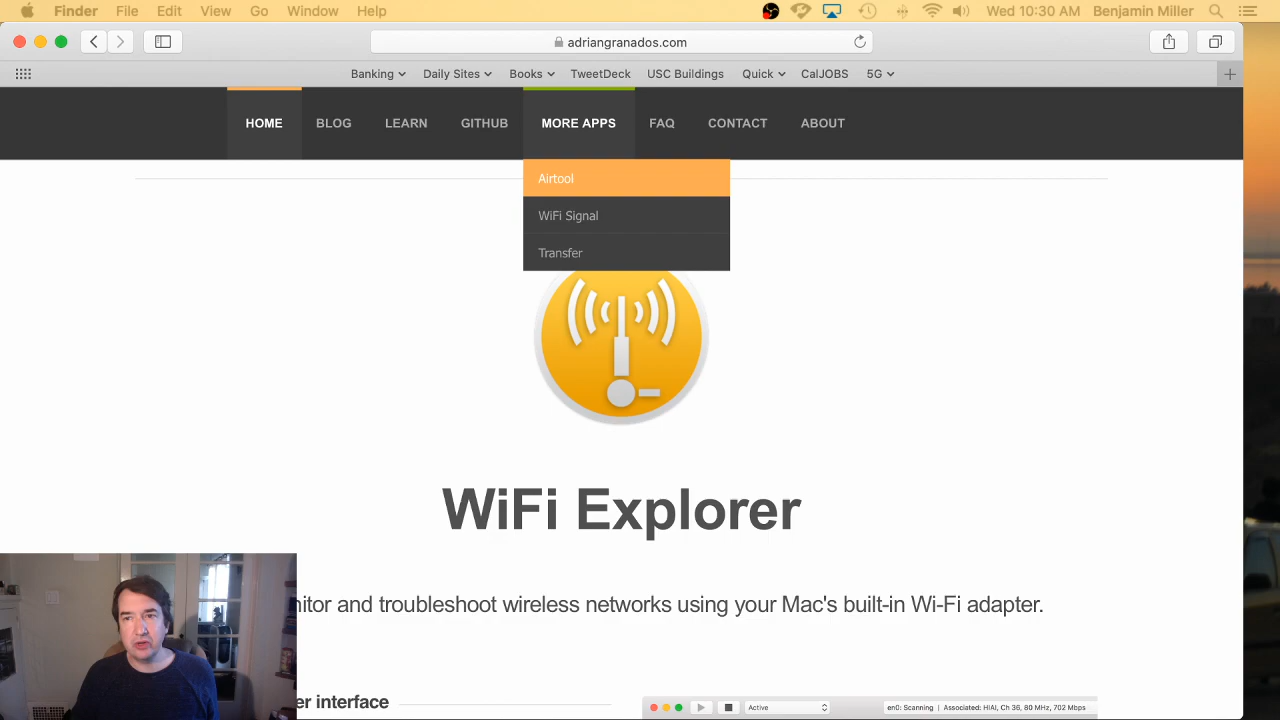 Finder File Edit View Go Window Help Wed 10:30 AM Benjamin Miller
adriangranados.com
Banking Daily Sites Books TweetDeck USC Buildings Quick CalJOBS 5G
HOME BLOG LEARN GITHUB MORE APPS FAQ CONTACT ABOUT
Airtool
WiFi Signal
Transfer
WiFi Explorer
nitor and troubleshoot wireless networks using your Mac's built-in Wi-Fi adapter.
er interface
Active en0: Scanning | Associated: HIAI, Ch 36, 80 MHz, 702 Mbps